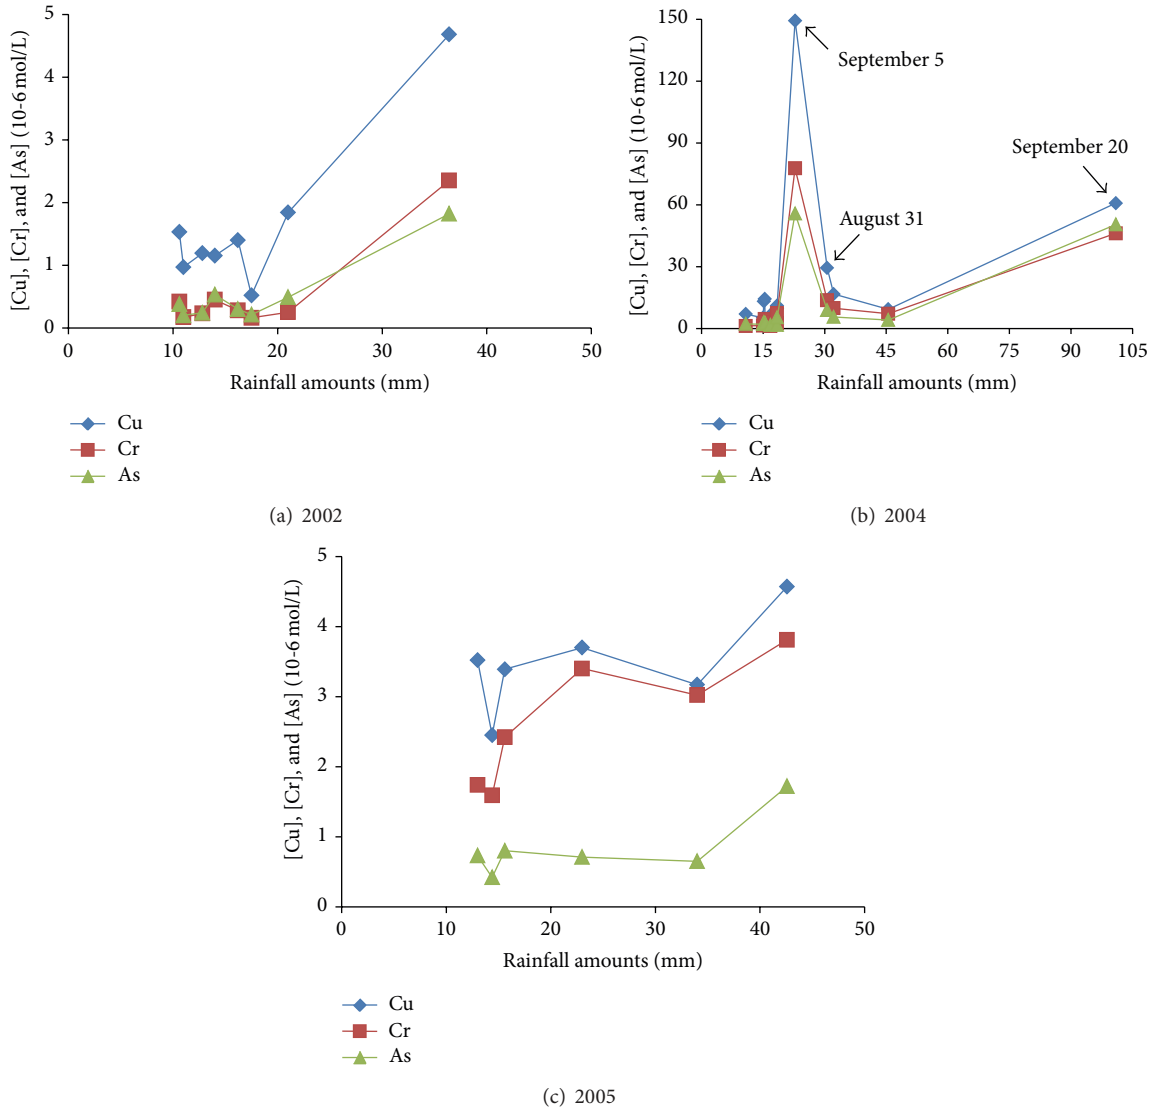 [Cu], [Cr], and [As] (10-6 mol/L)
5
4
3
2
1
0
0 10 20 30 40 50
Rainfall amounts (mm)
Cu
Cr
As
(a) 2002
[Cu], [Cr], and [As] (10-6 mol/L)
150
120
90
60
30
0
September 5
September 20
August 31
0 15 30 45 60 75 90 105
Rainfall amounts (mm)
Cu
Cr
As
(b) 2004
[Cu], [Cr], and [As] (10-6 mol/L)
5
4
3
2
1
0
0 10 20 30 40 50
Rainfall amounts (mm)
Cu
Cr
As
(c) 2005